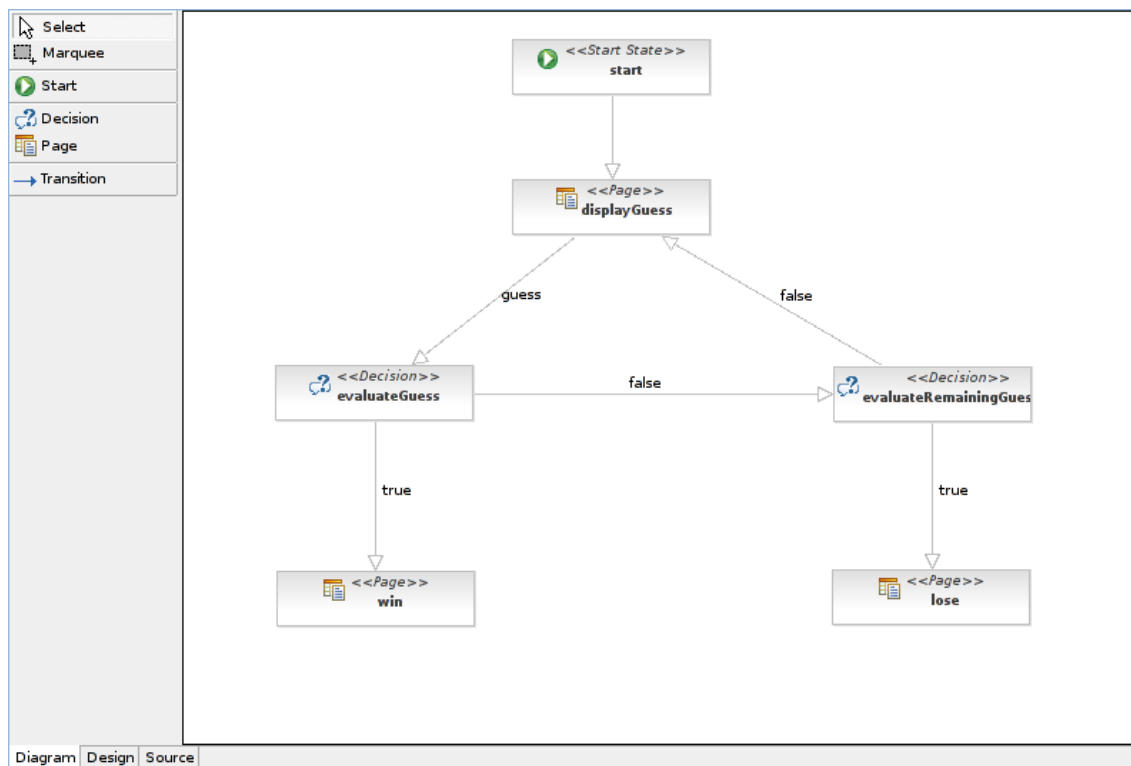 Select
Marquee
Start
Decision
Page
Transition
<<Start State>>
start
<<Page>>
displayGuess
guess
false
<<Decision>>
evaluateGuess
false
<<Decision>>
evaluateRemainingGues
true
true
<<Page>>
win
<<Page>>
lose
Diagram Design Source